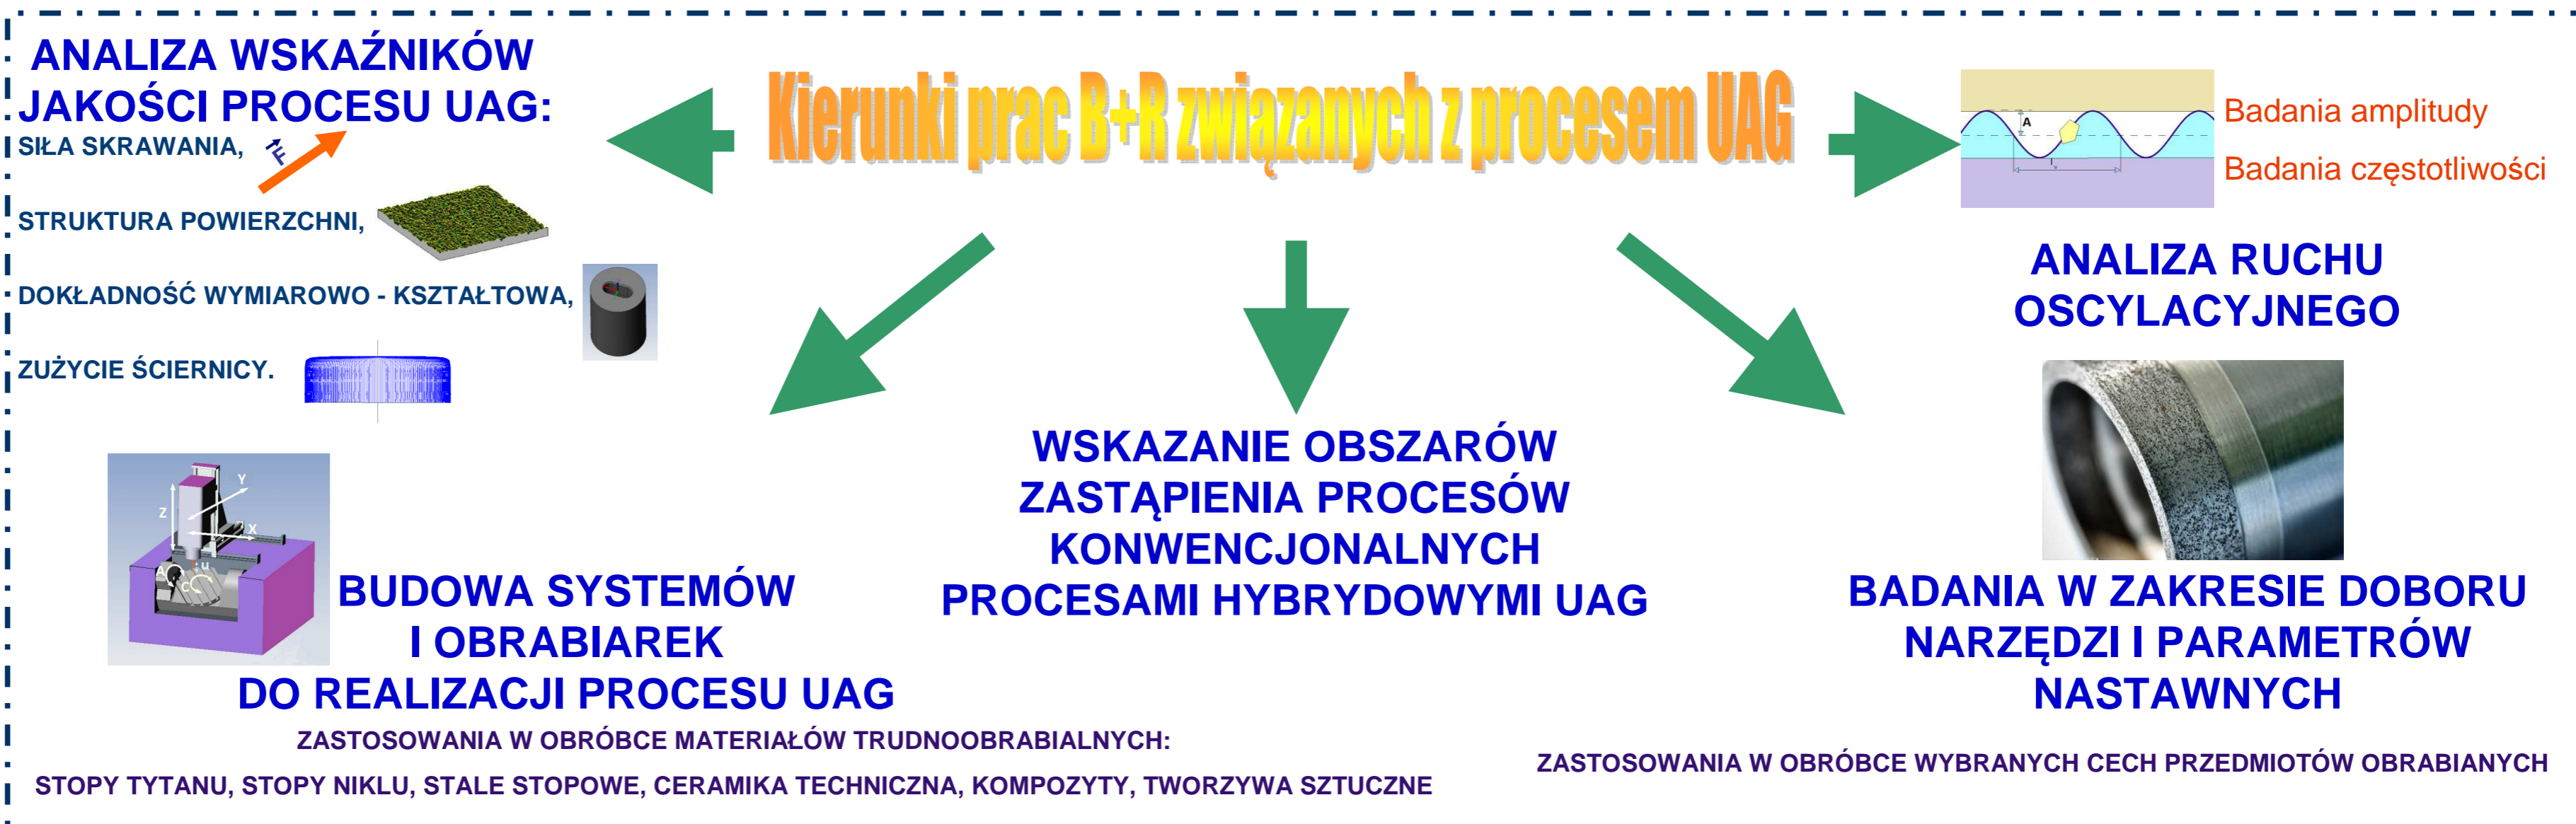 ANALIZA WSKAŹNIKÓW
JAKOŚCI PROCESU UAG:
SIŁA SKRAWANIA,
F
STRUKTURA POWIERZCHNI,
DOKŁADNOŚĆ WYMIAROWO - KSZTAŁTOWA,
ZUŻYCIE ŚCIERNICY.
Kierunki prac B+R związanych z procesem UAG
A
Badania amplitudy
Badania częstotliwości
ANALIZA RUCHU
OSCYLACYJNEGO
Y
Z
X
A
u
C
BUDOWA SYSTEMÓW
I OBRABIAREK
DO REALIZACJI PROCESU UAG
WSKAZANIE OBSZARÓW
ZASTĄPIENIA PROCESÓW
KONWENCJONALNYCH
PROCESAMI HYBRYDOWYMI UAG
BADANIA W ZAKRESIE DOBORU
NARZĘDZI I PARAMETRÓW
NASTAWNYCH
ZASTOSOWANIA W OBRÓBCE MATERIAŁÓW TRUDNOOBRABIALNYCH:
STOPY TYTANU, STOPY NIKLU, STALE STOPOWE, CERAMIKA TECHNICZNA, KOMPOZYTY, TWORZYWA SZTUCZNE
ZASTOSOWANIA W OBRÓBCE WYBRANYCH CECH PRZEDMIOTÓW OBRABIANYCH